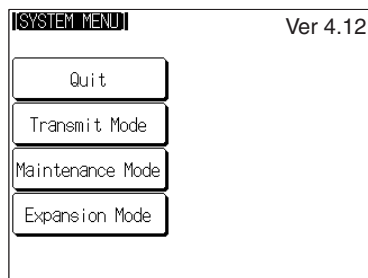 [SYSTEM MENU]
Ver 4.12
Quit
Transmit Mode
Maintenance Mode
Expansion Mode